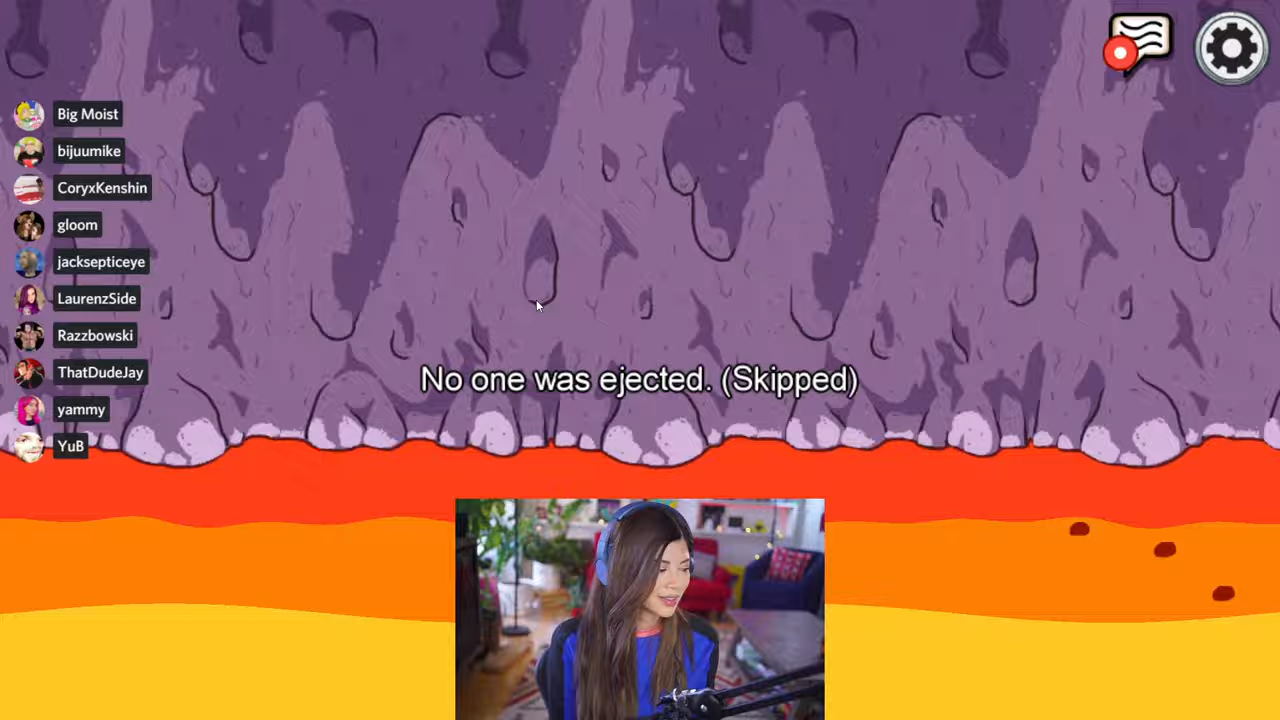 Big Moist
bijuumike
CoryxKenshin
gloom
jacksepticeye
LaurenzSide
Razzbowski
ThatDudeJay
yammy
YuB
No one was ejected. (Skipped)